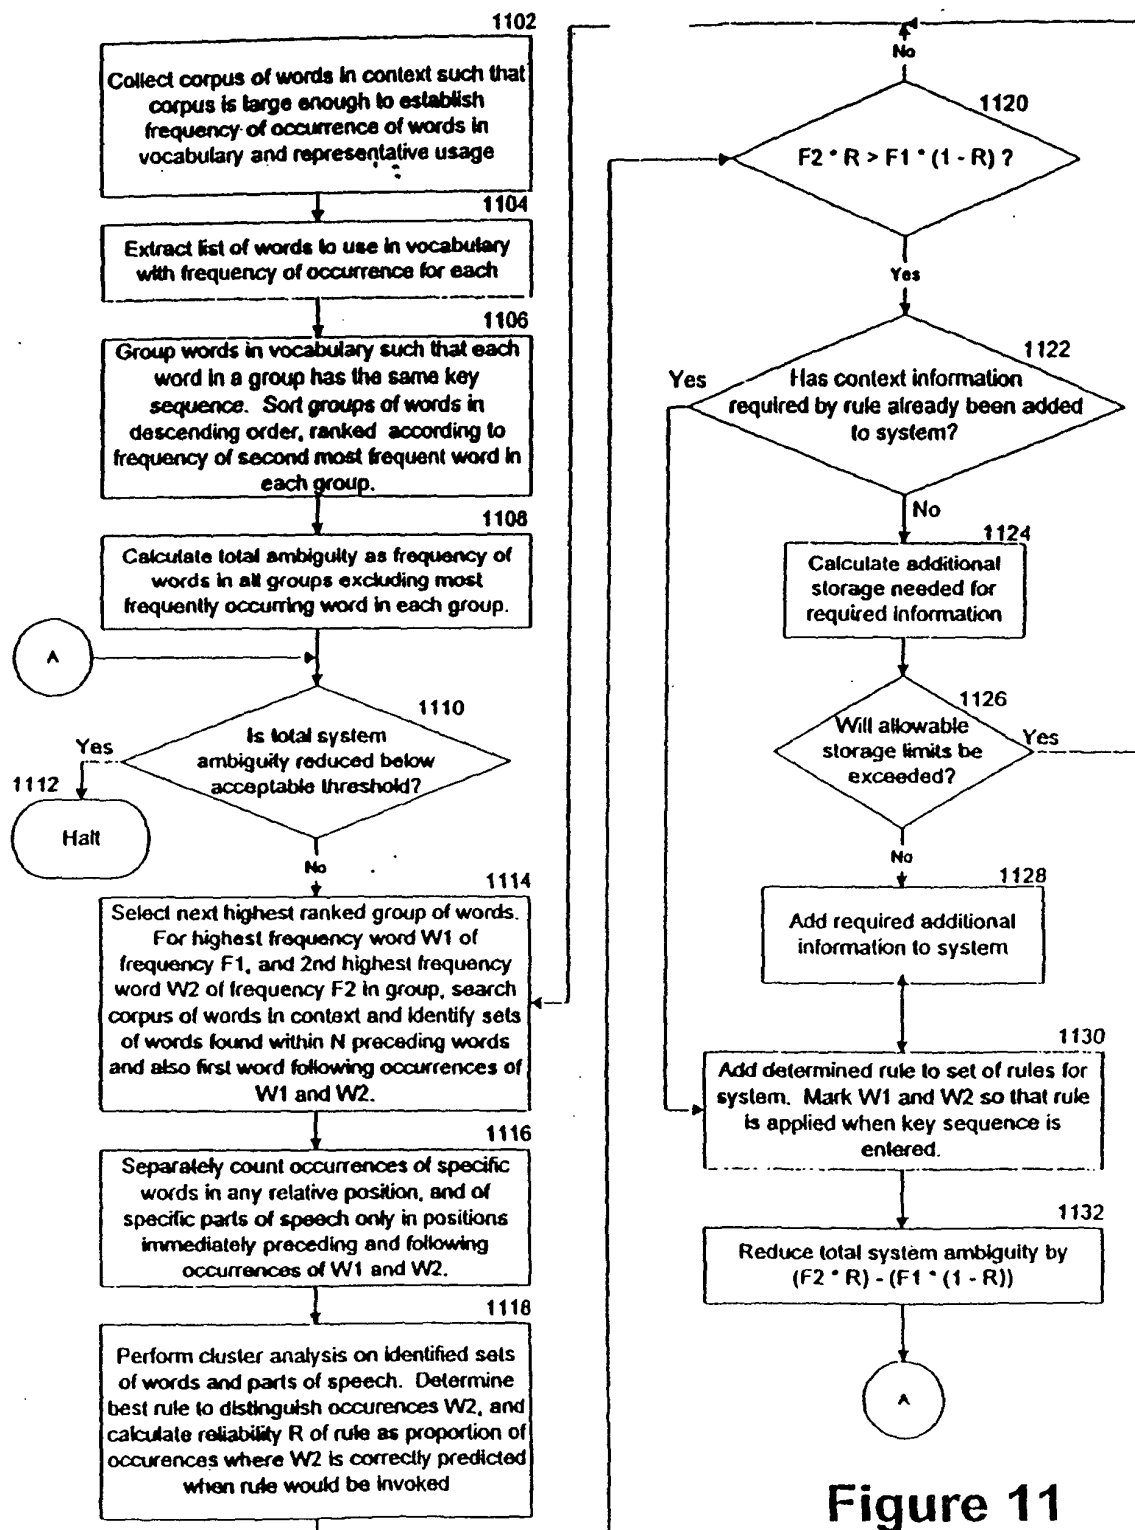 1102
Collect corpus of words in context such that
corpus is large enough to establish
frequency of occurrence of words in
vocabulary and representative usage
1104
Extract list of words to use in vocabulary
with frequency of occurrence for each
1106
Group words in vocabulary such that each
word in a group has the same key
sequence. Sort groups of words in
descending order, ranked according to
frequency of second most frequent word in
each group.
1108
Calculate total ambiguity as frequency of
words in all groups excluding most
frequently occurring word in each group.
A
1110
Is total system
ambiguity reduced below
acceptable threshold?
Yes
1112
Halt
No
1114
Select next highest ranked group of words.
For highest frequency word W1 of
frequency F1, and 2nd highest frequency
word W2 of frequency F2 in group, search
corpus of words in context and identify sets
of words found within N preceding words
and also first word following occurrences of
W1 and W2.
1116
Separately count occurrences of specific
words in any relative position, and of
specific parts of speech only in positions
immediately preceding and following
occurrences of W1 and W2.
1118
Perform cluster analysis on identified sets
of words and parts of speech. Determine
best rule to distinguish occurences W2, and
calculate reliability R of rule as proportion of
occurences where W2 is correctly predicted
when rule would be invoked
No
1120
F2 * R > F1 * (1 - R) ?
Yes
1122
Yes
Has context information
required by rule already been added
to system?
No
1124
Calculate additional
storage needed for
required information
1126
Will allowable
storage limits be
exceeded?
Yes
No
1128
Add required additional
information to system
1130
Add determined rule to set of rules for
system. Mark W1 and W2 so that rule
is applied when key sequence is
entered.
1132
Reduce total system ambiguity by
(F2 * R) - (F1 * (1 - R))
A
Figure 11